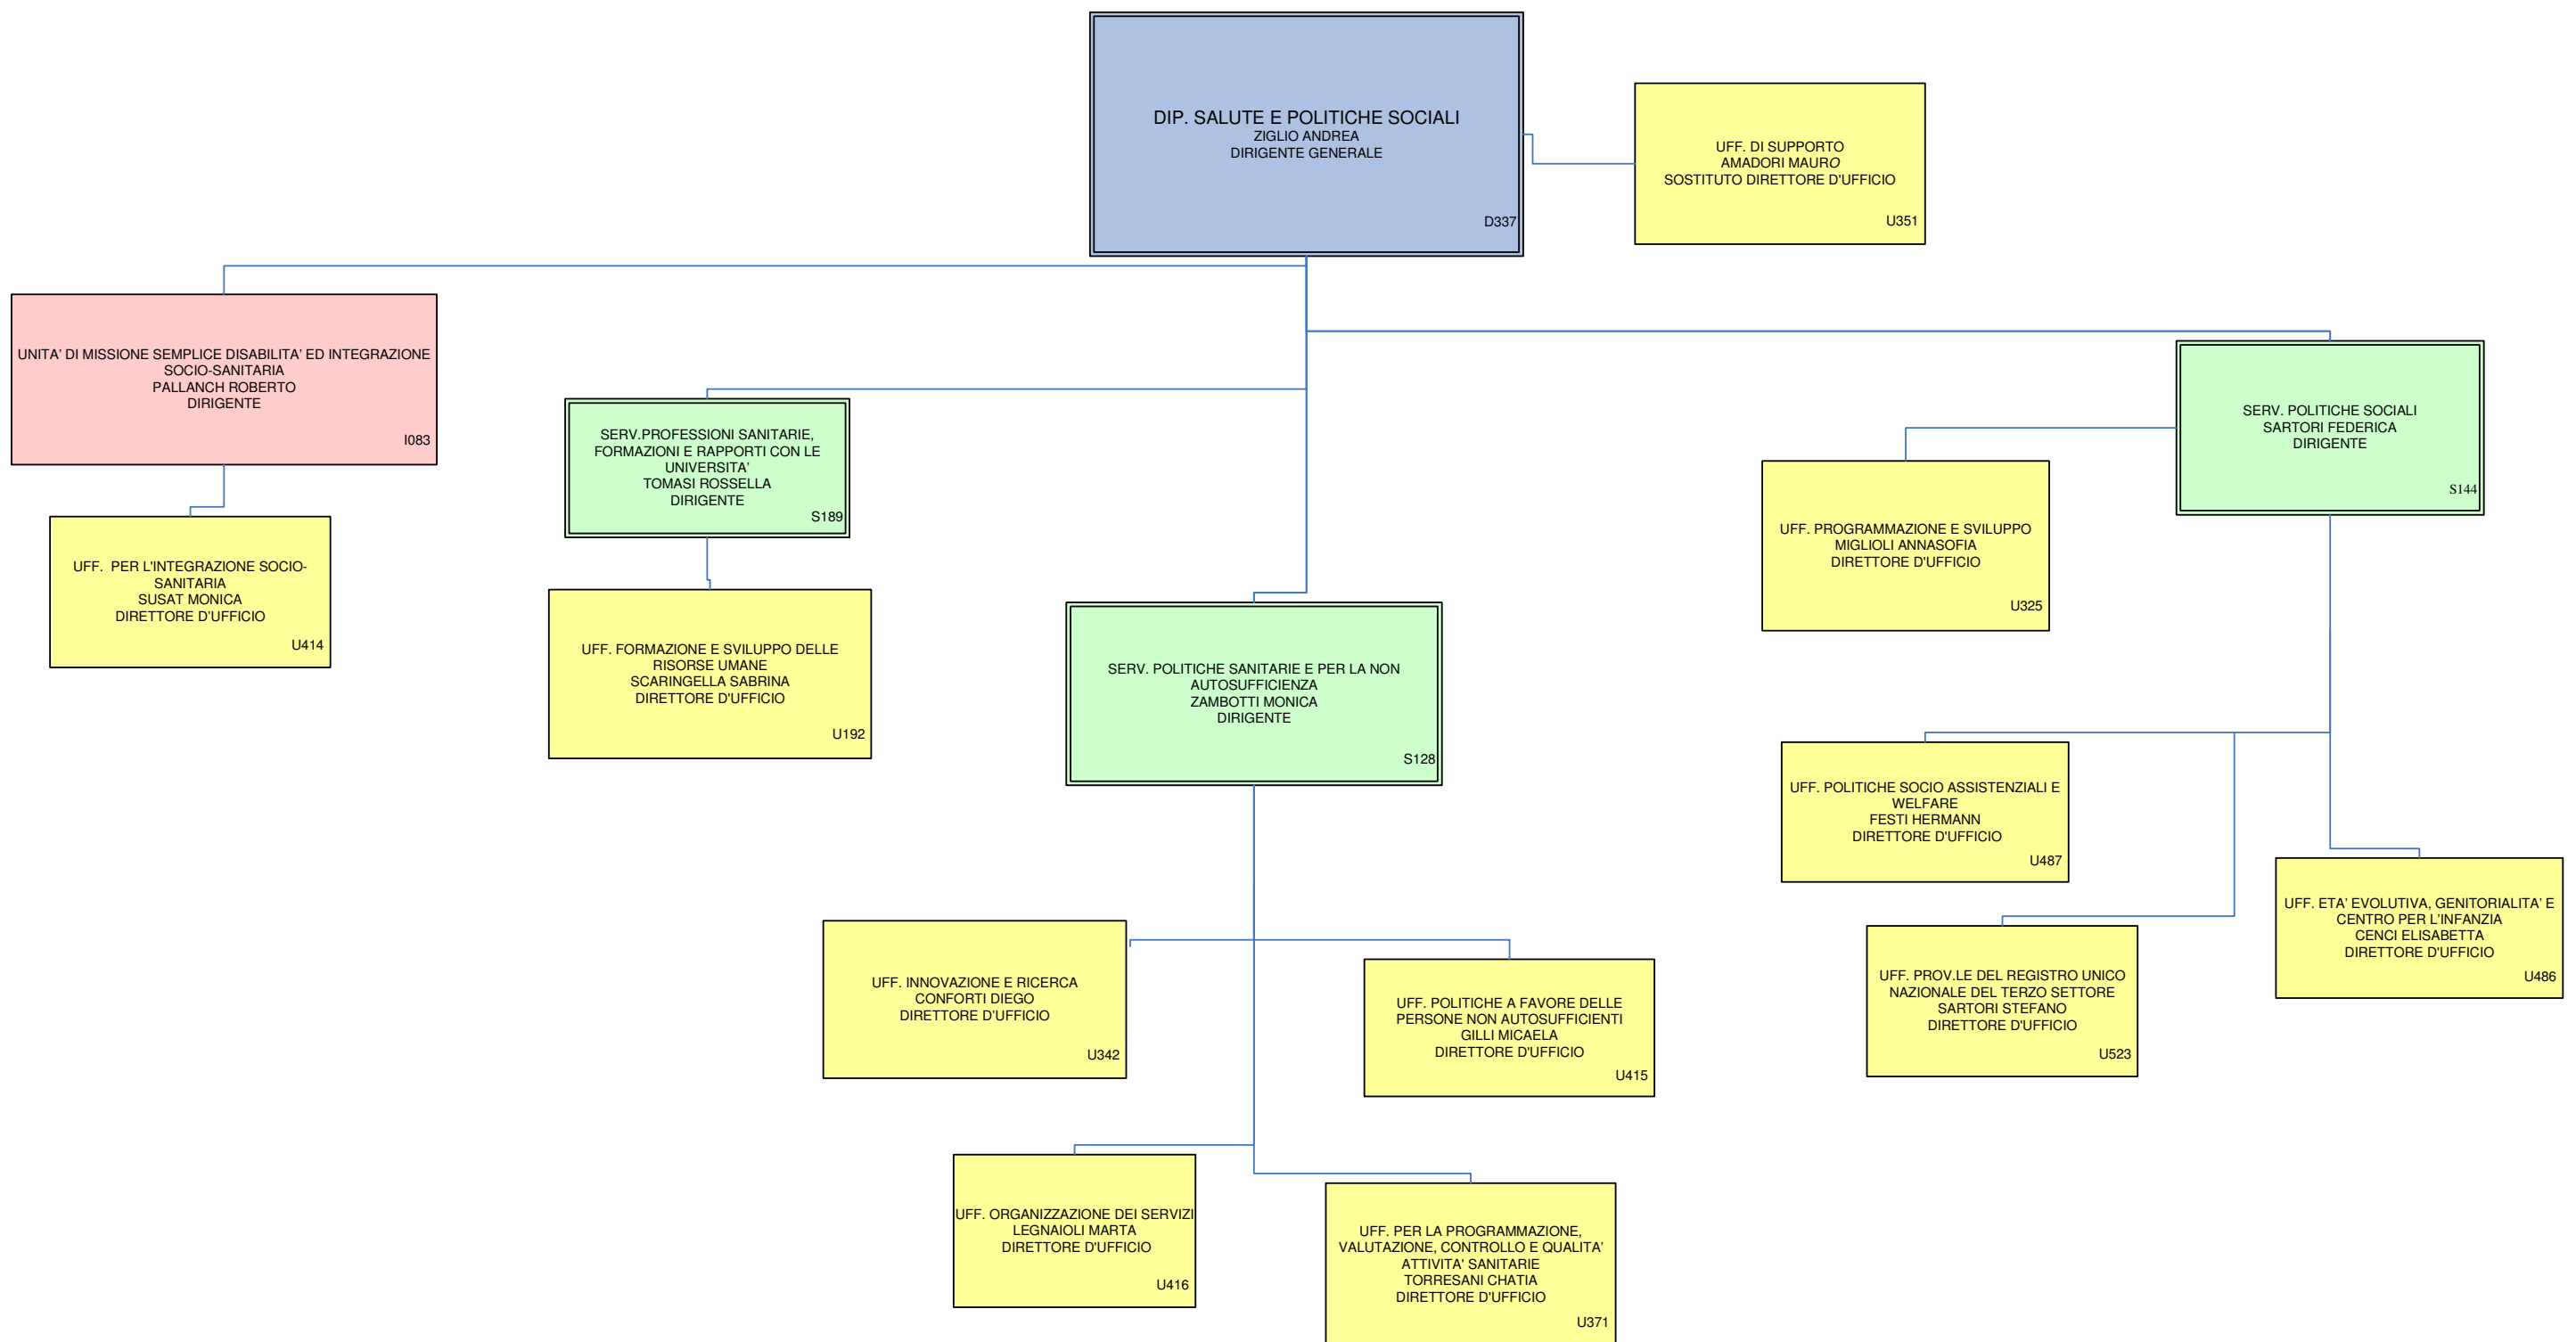 DIP. SALUTE E POLITICHE SOCIALI
ZIGLIO ANDREA
DIRIGENTE GENERALE
D337
UFF. DI SUPPORTO
AMADORI MAURO
SOSTITUTO DIRETTORE D'UFFICIO
U351
UNITA' DI MISSIONE SEMPLICE DISABILITA' ED INTEGRAZIONE
SOCIO-SANITARIA
PALLANCH ROBERTO
DIRIGENTE
I083
SERV.PROFESSIONI SANITARIE,
FORMAZIONI E RAPPORTI CON LE
UNIVERSITA'
TOMASI ROSSELLA
DIRIGENTE
S189
SERV. POLITICHE SOCIALI
SARTORI FEDERICA
DIRIGENTE
S144
UFF. PROGRAMMAZIONE E SVILUPPO
MIGLIOLI ANNASOFIA
DIRETTORE D'UFFICIO
U325
UFF.  PER L'INTEGRAZIONE SOCIO-
SANITARIA
SUSAT MONICA
DIRETTORE D'UFFICIO
U414
UFF. FORMAZIONE E SVILUPPO DELLE
RISORSE UMANE
SCARINGELLA SABRINA
DIRETTORE D'UFFICIO
U192
SERV. POLITICHE SANITARIE E PER LA NON
AUTOSUFFICIENZA
ZAMBOTTI MONICA
DIRIGENTE
S128
UFF. POLITICHE SOCIO ASSISTENZIALI E
WELFARE
FESTI HERMANN
DIRETTORE D'UFFICIO
U487
UFF. ETA' EVOLUTIVA, GENITORIALITA' E
CENTRO PER L'INFANZIA
CENCI ELISABETTA
DIRETTORE D'UFFICIO
U486
UFF. INNOVAZIONE E RICERCA
CONFORTI DIEGO
DIRETTORE D'UFFICIO
U342
UFF. POLITICHE A FAVORE DELLE
PERSONE NON AUTOSUFFICIENTI
GILLI MICAELA
DIRETTORE D'UFFICIO
U415
UFF. PROV.LE DEL REGISTRO UNICO
NAZIONALE DEL TERZO SETTORE
SARTORI STEFANO
DIRETTORE D'UFFICIO
U523
UFF. ORGANIZZAZIONE DEI SERVIZI
LEGNAIOLI MARTA
DIRETTORE D'UFFICIO
U416
UFF. PER LA PROGRAMMAZIONE,
VALUTAZIONE, CONTROLLO E QUALITA'
ATTIVITA' SANITARIE
TORRESANI CHATIA
DIRETTORE D'UFFICIO
U371